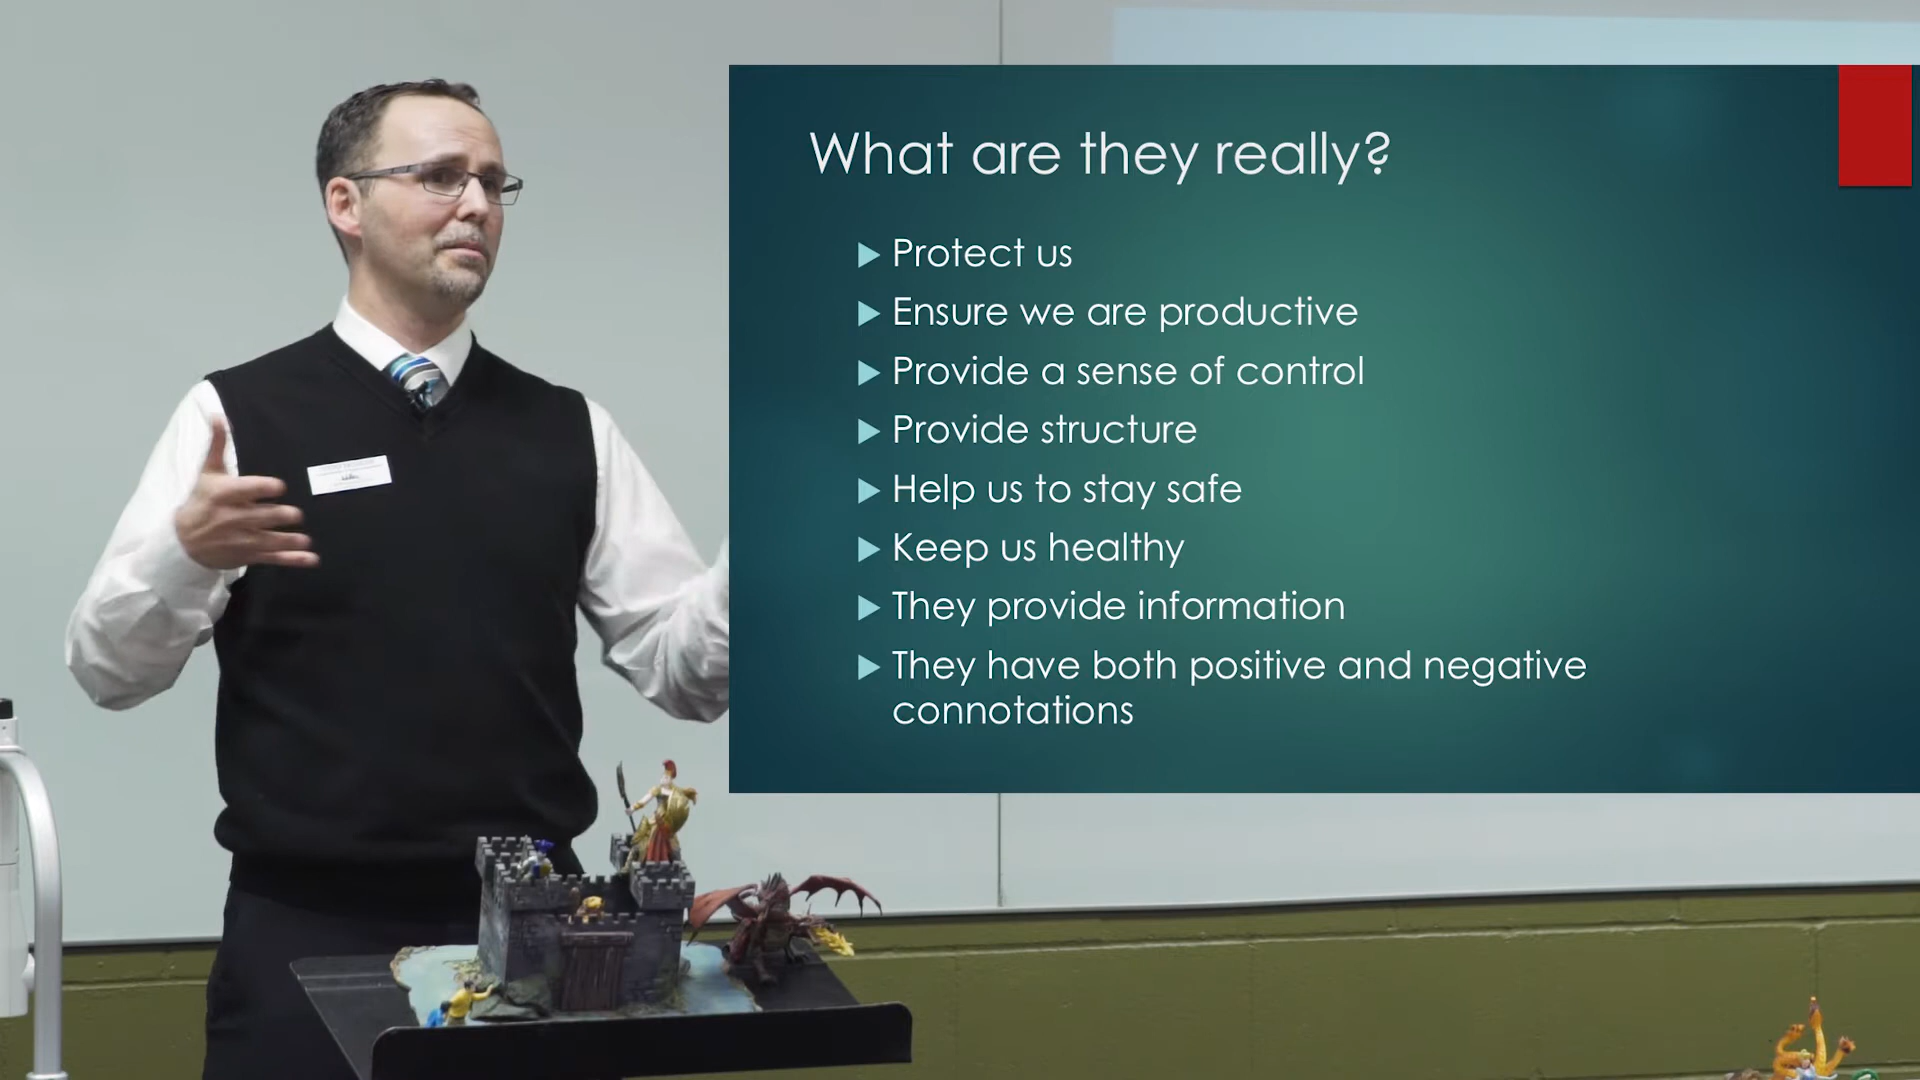 What are they really?
Protect us
Ensure we are productive
Provide a sense of control
Provide structure
Help us to stay safe
Keep us healthy
They provide information
They have both positive and negative
connotations